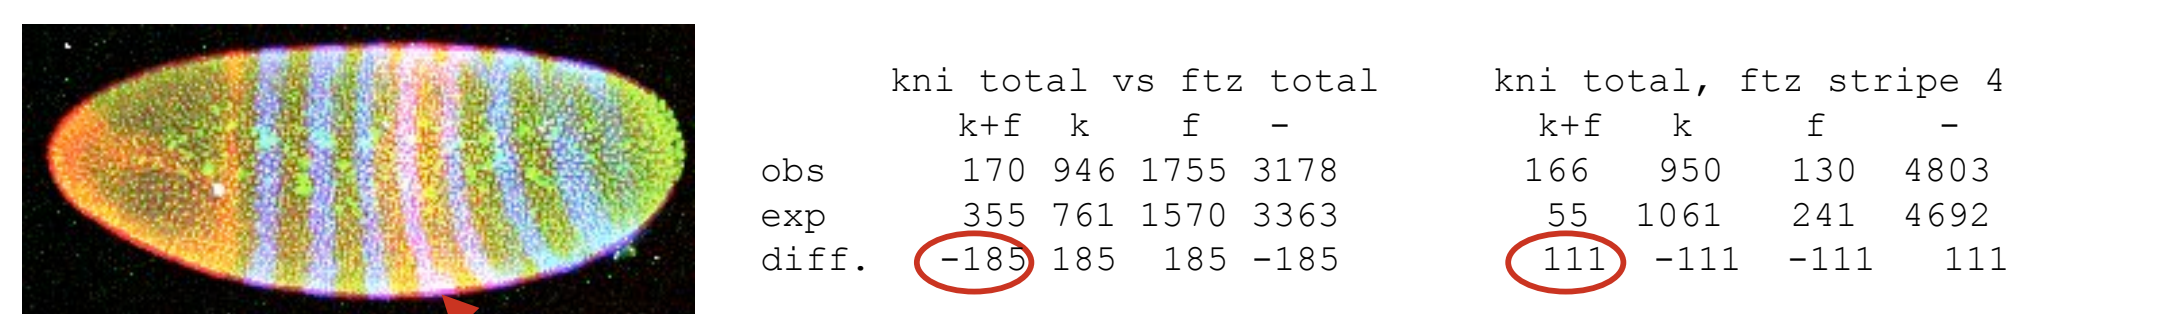 kni total vs ftz total kni total, ftz stripe 4
k+f k f - k+f k f -
obs 170 946 1755 3178 166 950 130 4803
exp 355 761 1570 3363 55 1061 241 4692
diff. -185 185 185 -185 111 -111 -111 111